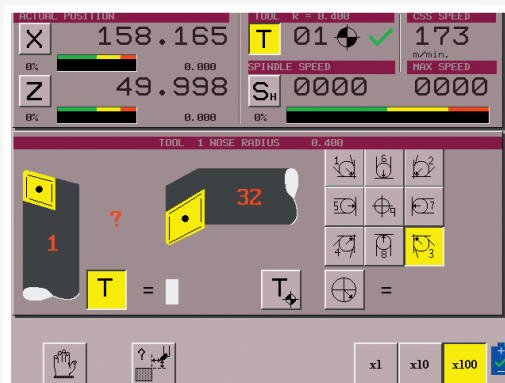 ACTUAL POSITION TOOL R = 0.400 CSS SPEED
X 158.165 T 01 173
m/min.
0% 0.000 SPINDLE SPEED MAX SPEED
Z 49.998 SH 0000 0000
0% 0.000 0%
TOOL 1 NOSE RADIUS 0.400
1 6 2
32
? 5 9 7
1
4 8 3
T = T =
?
x1 x10 x100